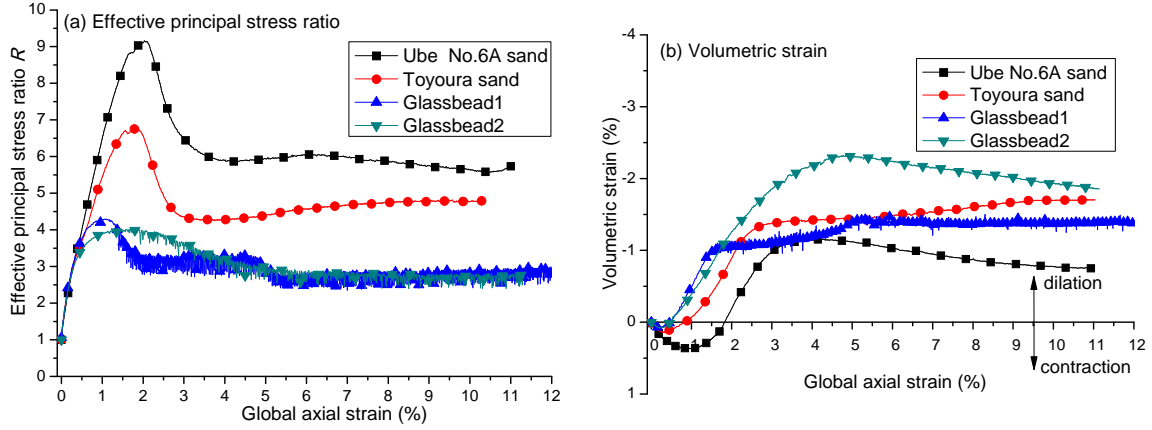 (a) Effective principal stress ratio
Effective principal stress ratio R
10
9
8
7
6
5
4
3
2
1
0
Ube No.6A sand
Toyoura sand
Glassbead1
Glassbead2
0 1 2 3 4 5 6 7 8 9 10 11 12
Global axial strain (%)
(b) Volumetric strain
Volumetric strain (%)
-4
-3
-2
-1
0
1
Ube No.6A sand
Toyoura sand
Glassbead1
Glassbead2
dilation
0 1 2 3 4 5 6 7 8 9 10 11 12
Global axial strain (%)
contraction